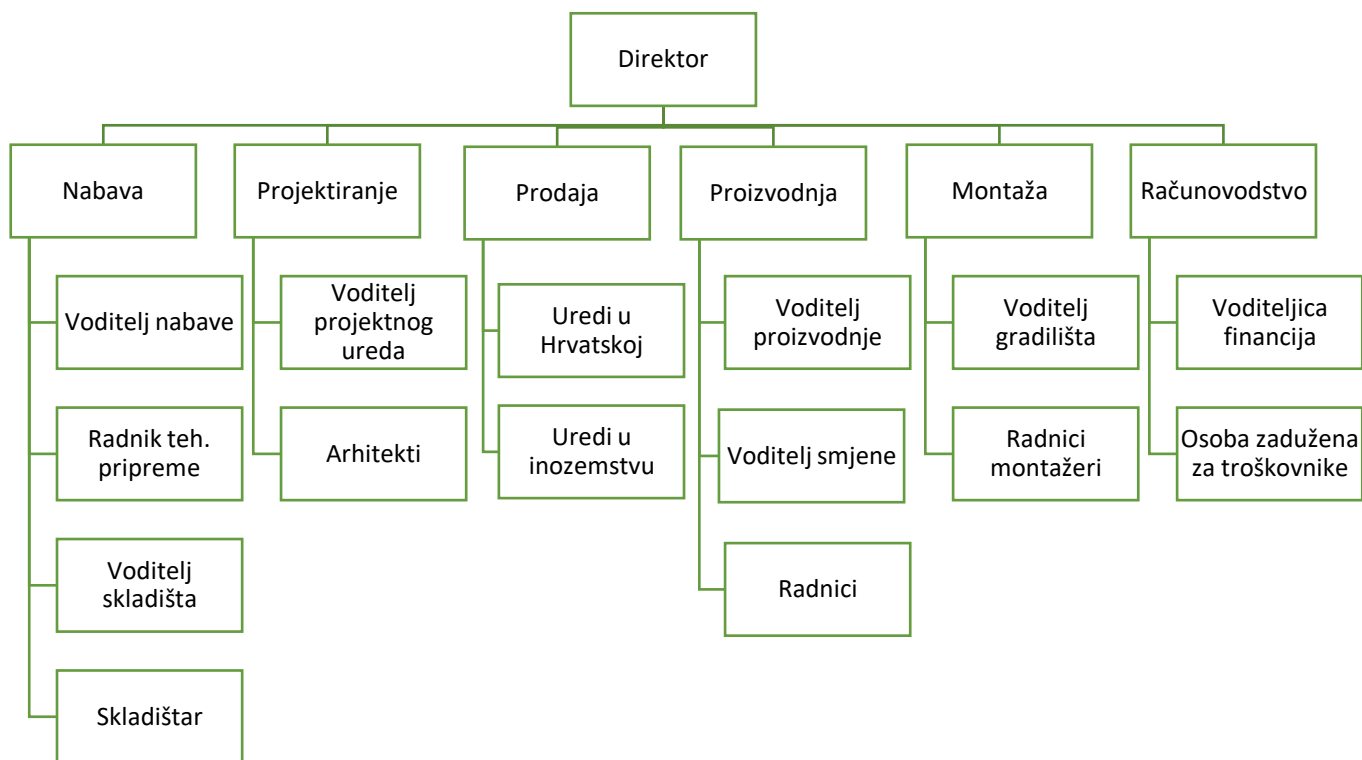 Direktor
Nabava
Projektiranje
Prodaja
Proizvodnja
Montaža
Računovodstvo
Voditelj nabave
Radnik teh.
pripreme
Voditelj
skladišta
Skladištar
Voditelj
projektnog
ureda
Arhitekti
Uredi u
Hrvatskoj
Uredi u
inozemstvu
Voditelj
proizvodnje
Voditelj smjene
Radnici
Voditelj
gradilišta
Radnici
montažeri
Voditeljica
financija
Osoba zadužena
za troškovnike